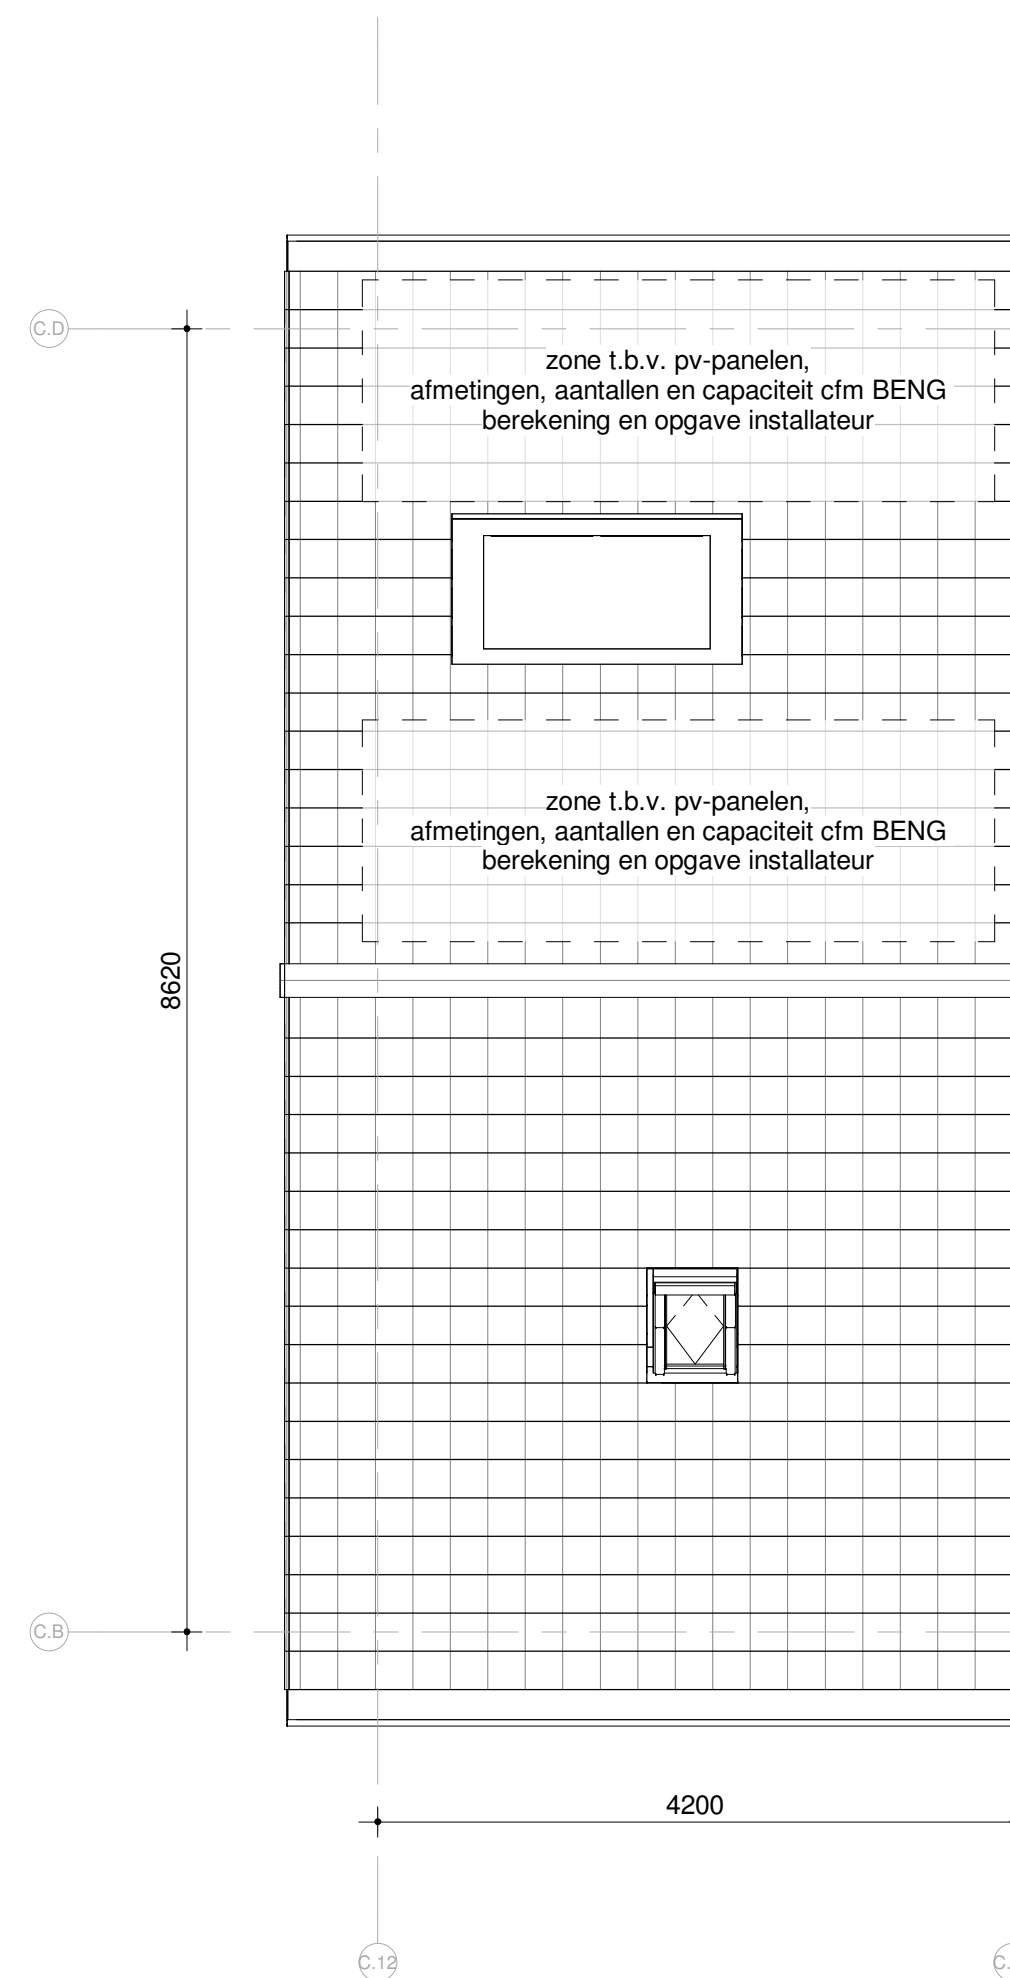 C.D
zone t.b.v. pv-panelen,
afmetingen, aantallen en capaciteit cfm BENG
berekening en opgave installateur
zone t.b.v. pv-panelen,
afmetingen, aantallen en capaciteit cfm BENG
berekening en opgave installateur
8620
C.B
4200
C.12